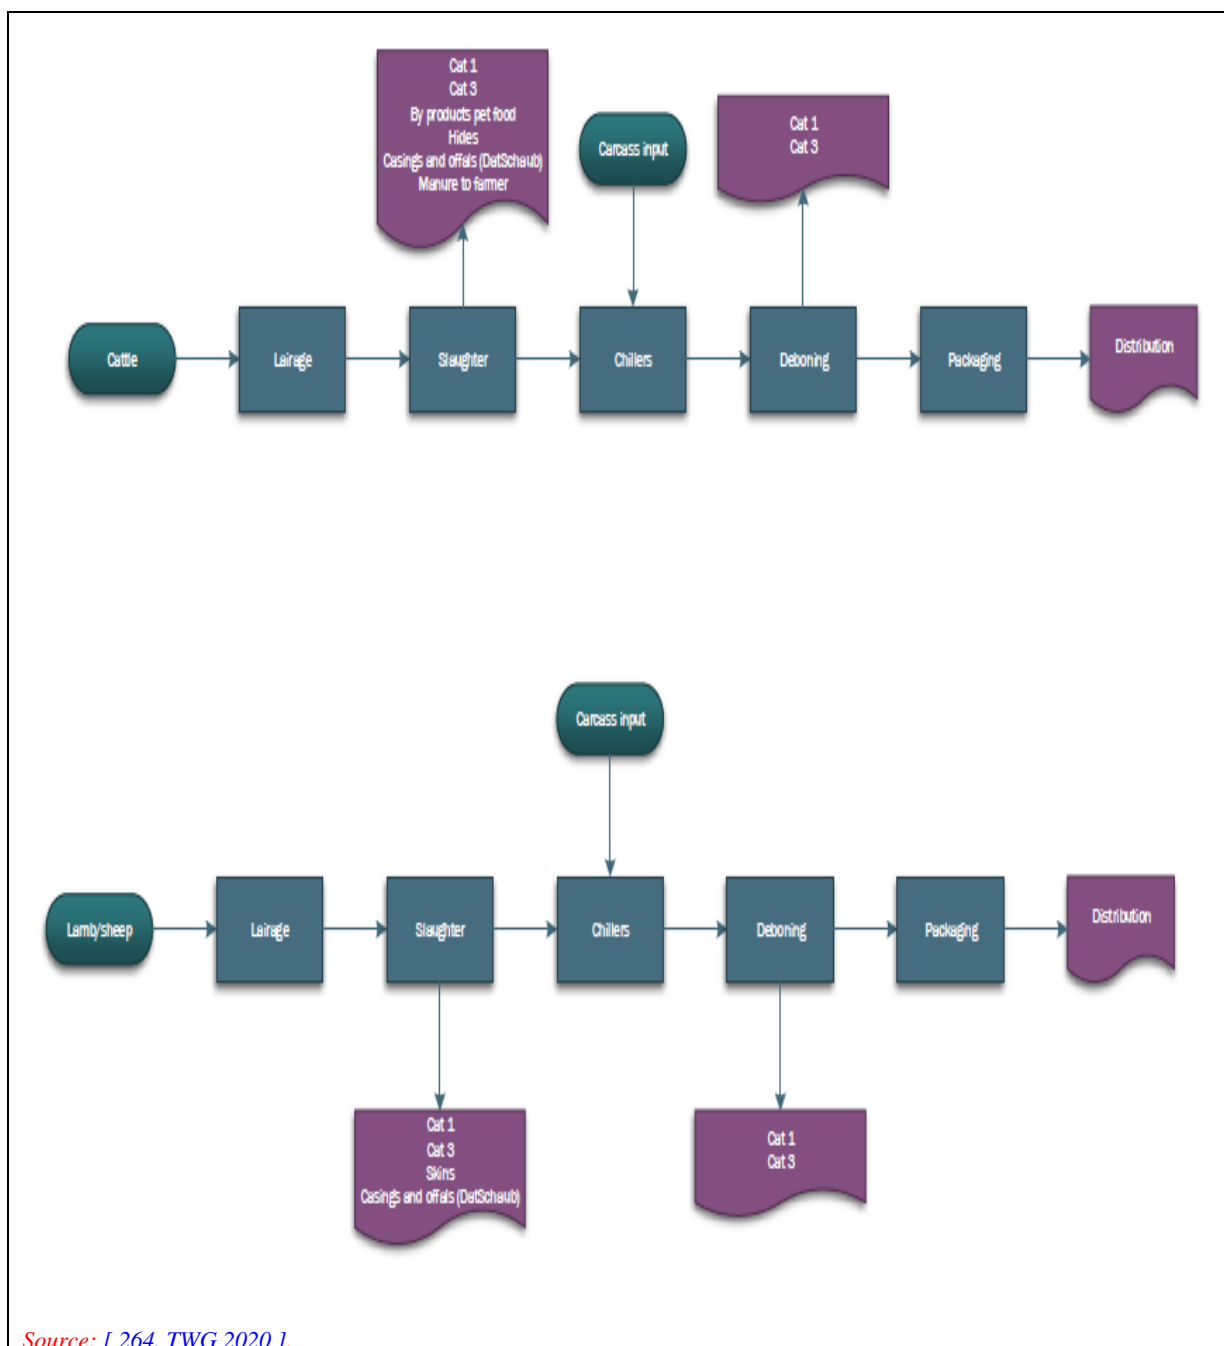 Cat 1
Cat 3
By products pet food
Hides
Casings and offals (DatSchaub)
Manure to farmer
Carcass input
Cat 1
Cat 3
Cattle
Lairage
Slaughter
Chillers
Deboning
Packaging
Distribution
Carcass input
Lamb/sheep
Lairage
Slaughter
Chillers
Deboning
Packaging
Distribution
Cat 1
Cat 3
Skins
Casings and offals (DatSchaub)
Cat 1
Cat 3
Source: [ 264, TWG 2020 ].